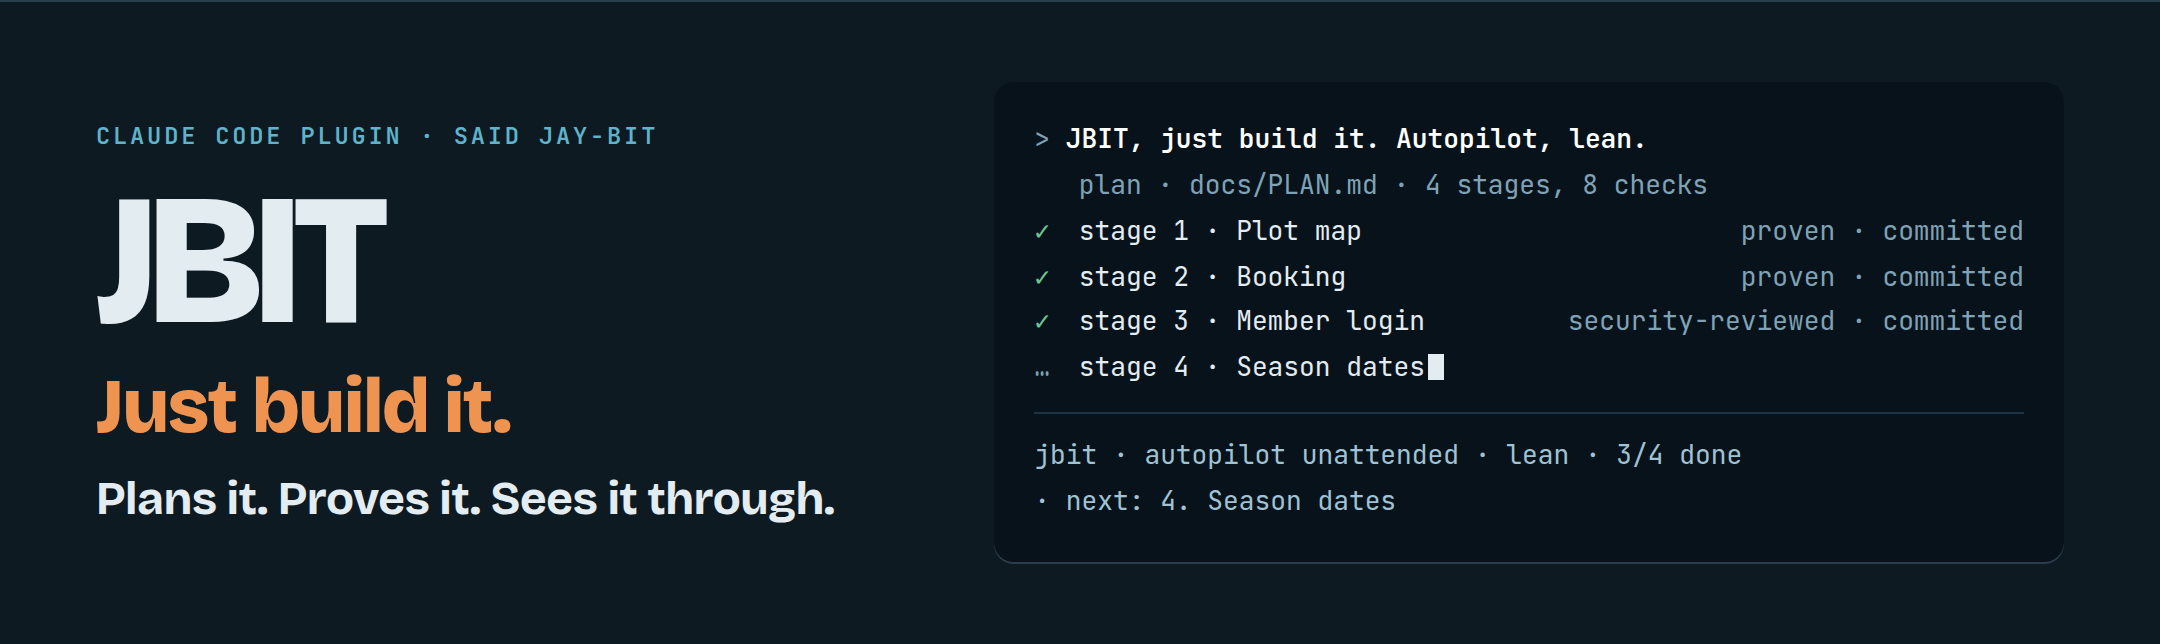 CLAUDE CODE PLUGIN · SAID JAY-BIT
JBIT
Just build it.
Plans it. Proves it. Sees it through.
> JBIT, just build it. Autopilot, lean.
plan · docs/PLAN.md · 4 stages, 8 checks
✓ stage 1 · Plot map proven · committed
✓ stage 2 · Booking proven · committed
✓ stage 3 · Member login security-reviewed · committed
… stage 4 · Season dates
jbit · autopilot unattended · lean · 3/4 done
· next: 4. Season dates